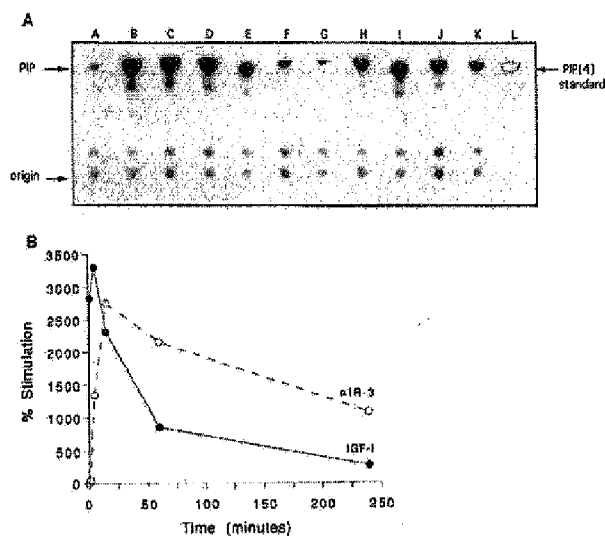 A
A B C D E F G H I J K L
PIP
PIP(4)
standard
origin
B
3500
3000
2500
2000
1500
1000
500
0
% Stimulation
αIR-3
IGF-I
0 50 100 150 200 250
Time (minutes)